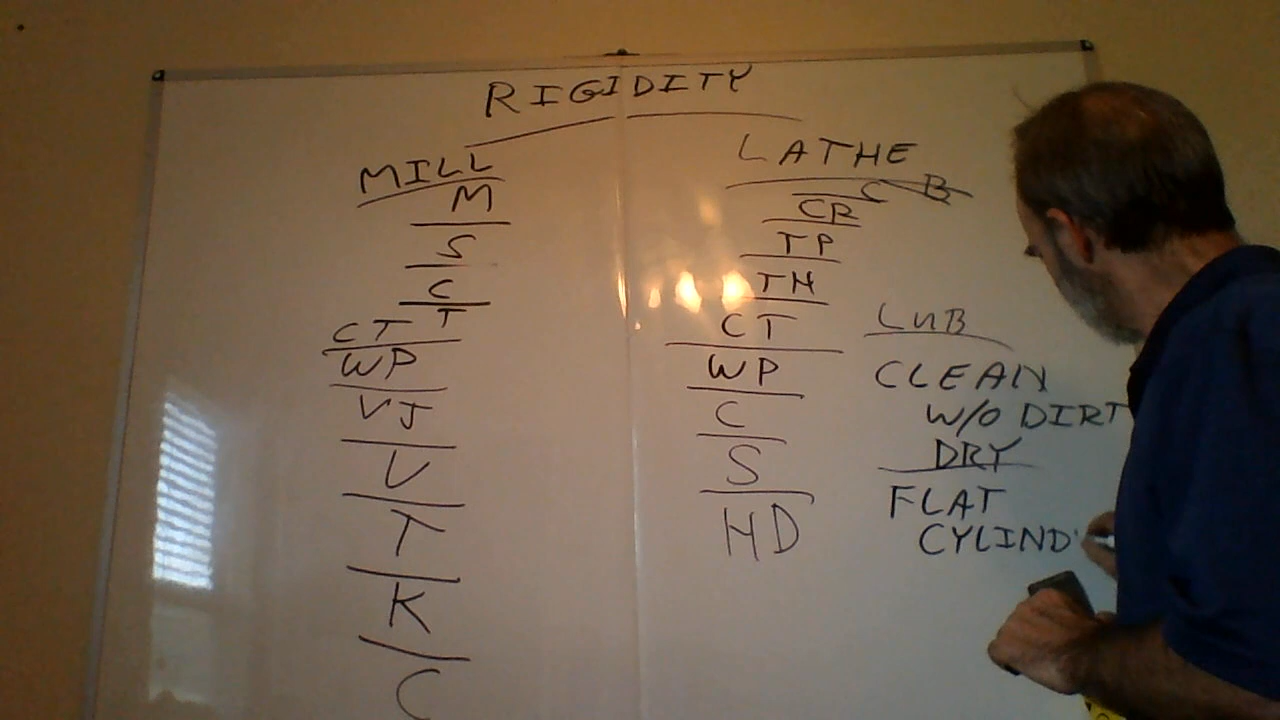 RIGIDITY
MILL
M
S
C
T
CT
WP
VJ
V
T
K
C
LATHE
C B
CR
TP
TH
CT
WP
C
S
HD
LUB
CLEAN
W/O DIRT
DRY
FLAT
CYLIND